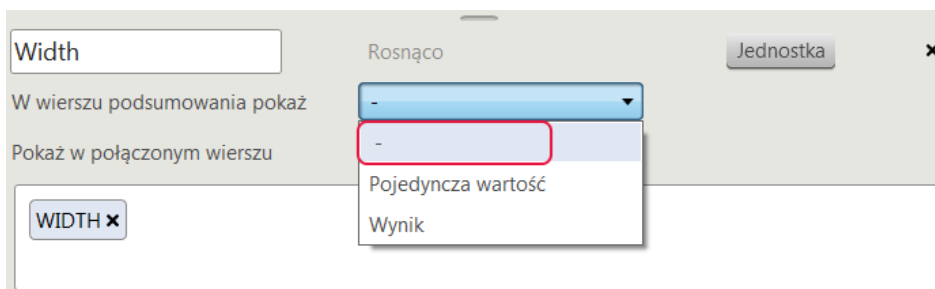 Width Rosnąco Jednostka ×
W wierszu podsumowania pokaż -
-
Pokaż w połączonym wierszu
Pojedyncza wartość
WIDTH ×
Wynik